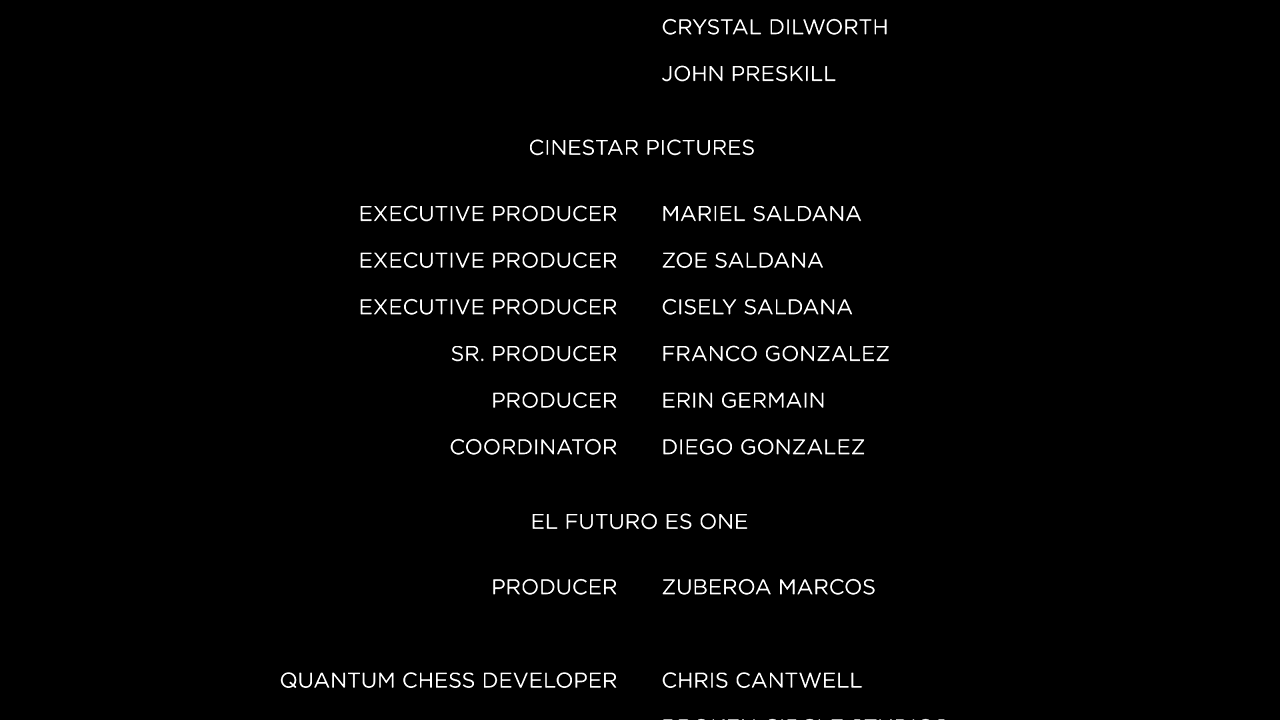 CRYSTAL DILWORTH
JOHN PRESKILL
CINESTAR PICTURES
EXECUTIVE PRODUCER MARIEL SALDANA
EXECUTIVE PRODUCER ZOE SALDANA
EXECUTIVE PRODUCER CISELY SALDANA
SR. PRODUCER FRANCO GONZALEZ
PRODUCER ERIN GERMAIN
COORDINATOR DIEGO GONZALEZ
EL FUTURO ES ONE
PRODUCER ZUBEROA MARCOS
QUANTUM CHESS DEVELOPER CHRIS CANTWELL